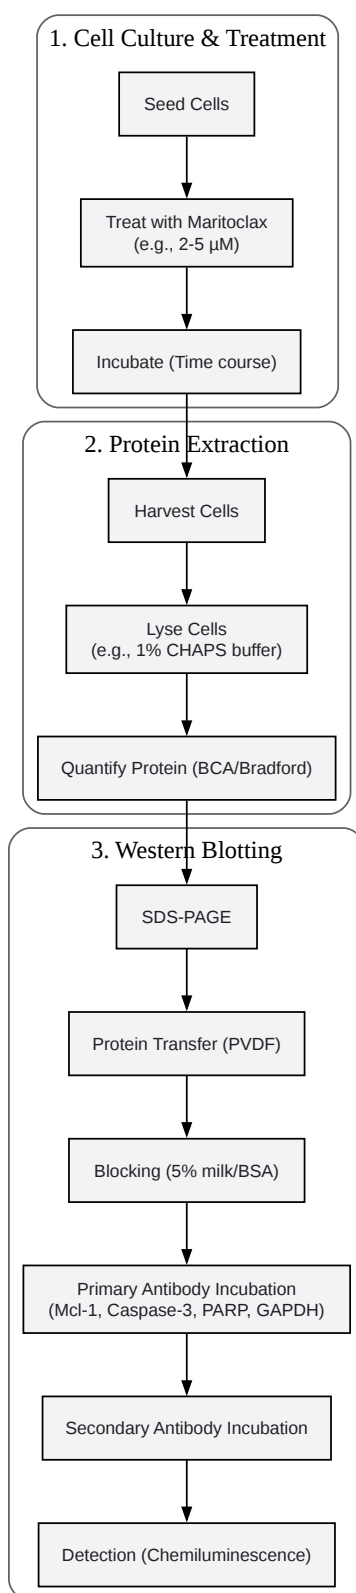 1. Cell Culture & Treatment
Seed Cells
Treat with Maritoclax
(e.g., 2-5 µM)
Incubate (Time course)
2. Protein Extraction
Harvest Cells
Lyse Cells
(e.g., 1% CHAPS buffer)
Quantify Protein (BCA/Bradford)
3. Western Blotting
SDS-PAGE
Protein Transfer (PVDF)
Blocking (5% milk/BSA)
Primary Antibody Incubation
(Mcl-1, Caspase-3, PARP, GAPDH)
Secondary Antibody Incubation
Detection (Chemiluminescence)